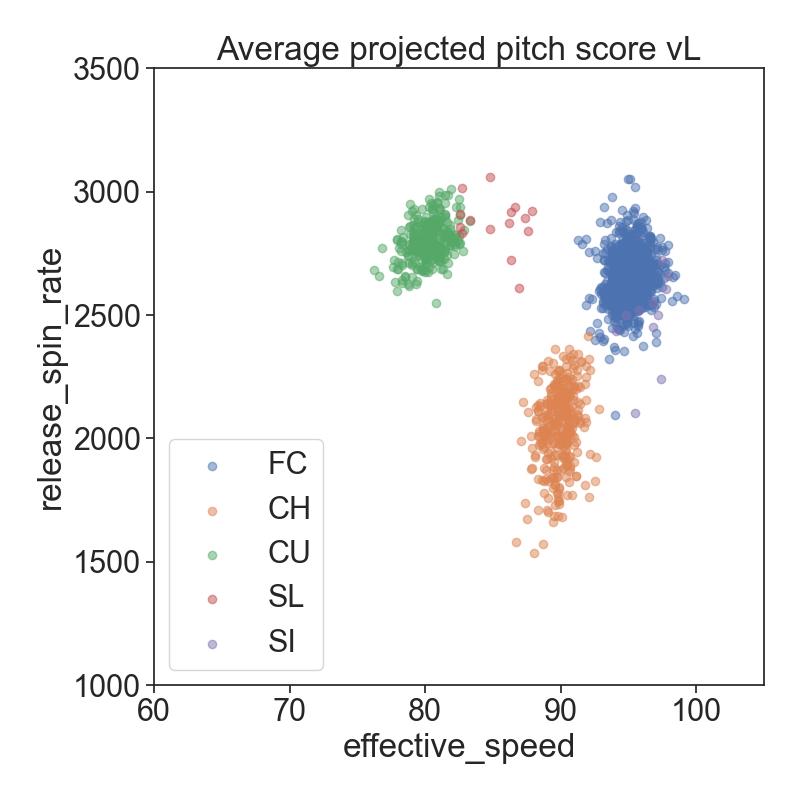 Average projected pitch score vL
3500
3000
2500
2000
1500
1000
release_spin_rate
FC
CH
CU
SL
SI
60
70
80
90
100
effective_speed